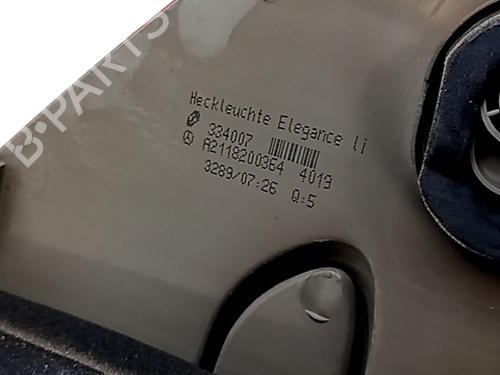 B-PARTS
Heckleuchte Elegance li
334007
A2118200364 4019
3289/07:26 Q:5